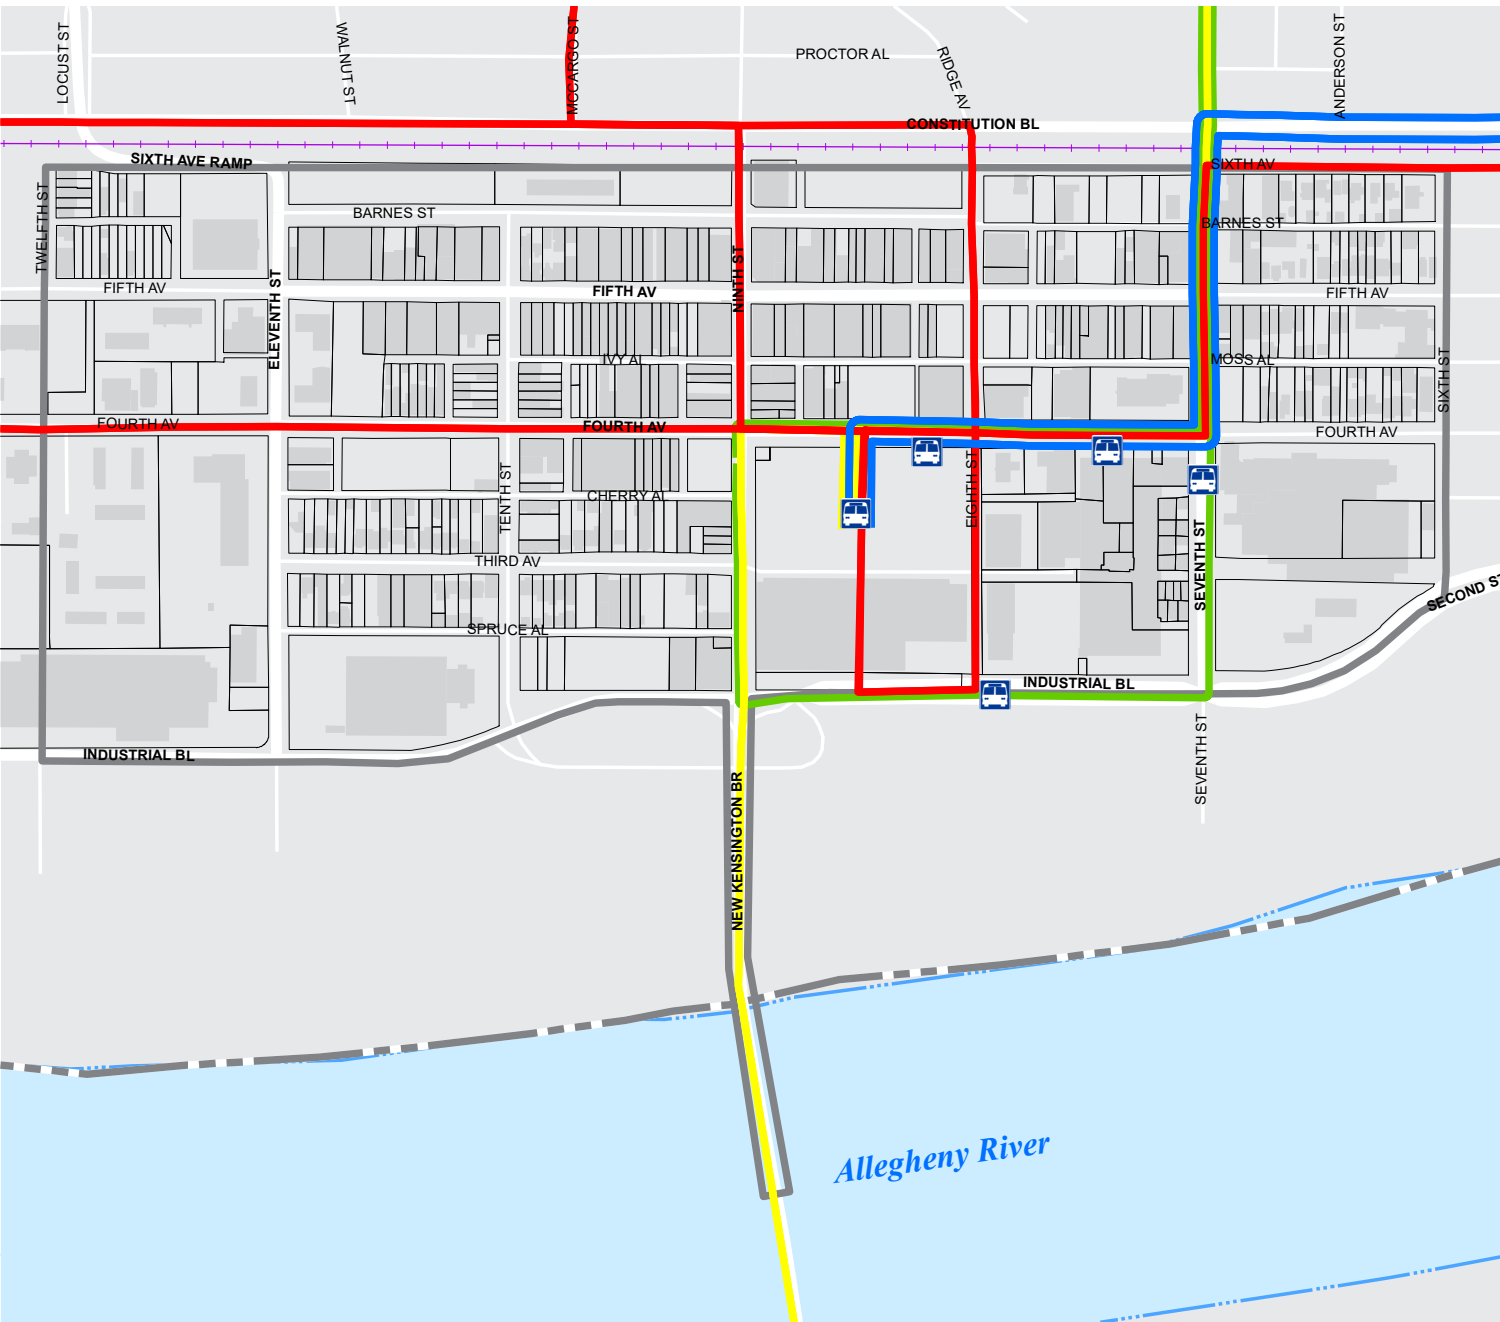 LOCUST ST
WALNUT ST
MCCARGO ST
PROCTOR AL
RIDGE AV
ANDERSON ST
CONSTITUTION BL
SIXTH AVE RAMP
SIXTH AV
TWELFTH ST
BARNES ST
BARNES ST
ELEVENTH ST
NINTH ST
FIFTH AV
FIFTH AV
FIFTH AV
IVY AL
MOSS AL
SIXTH ST
FOURTH AV
FOURTH AV
FOURTH AV
TENTH ST
CHERRY AL
EIGHTH ST
SEVENTH ST
THIRD AV
SECOND ST
SPRUCE AL
INDUSTRIAL BL
INDUSTRIAL BL
SEVENTH ST
NEW KENSINGTON BR
Allegheny River